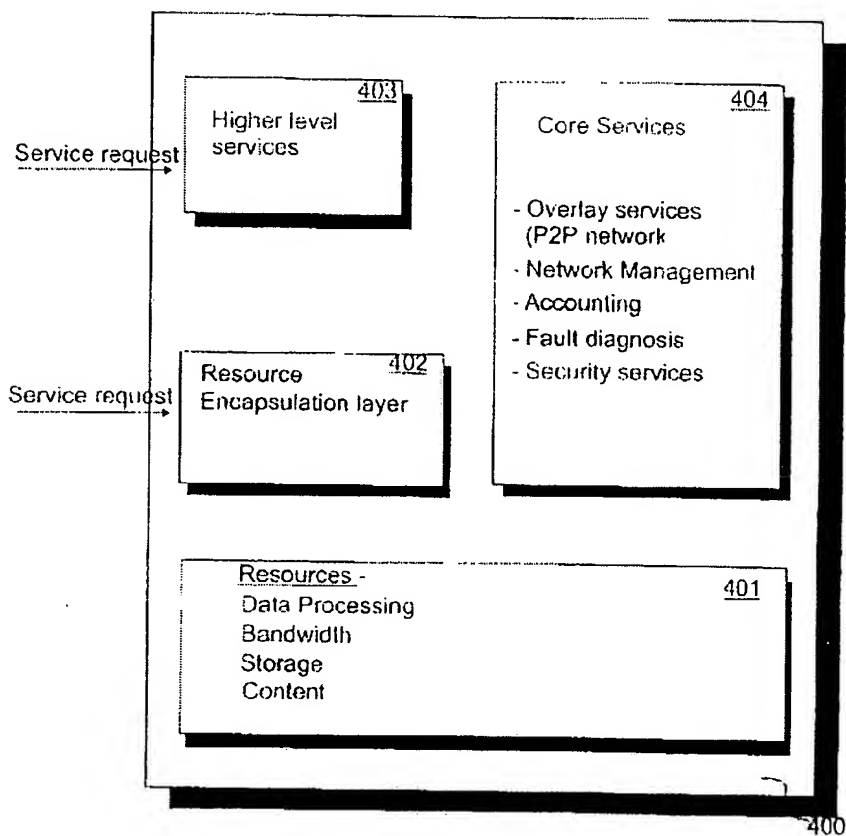 403
Higher level
services
Service request
404
Core Services
- Overlay services
(P2P network
- Network Management
- Accounting
- Fault diagnosis
- Security services
402
Resource
Encapsulation layer
Service request
Resources -
401
Data Processing
Bandwidth
Storage
Content
400